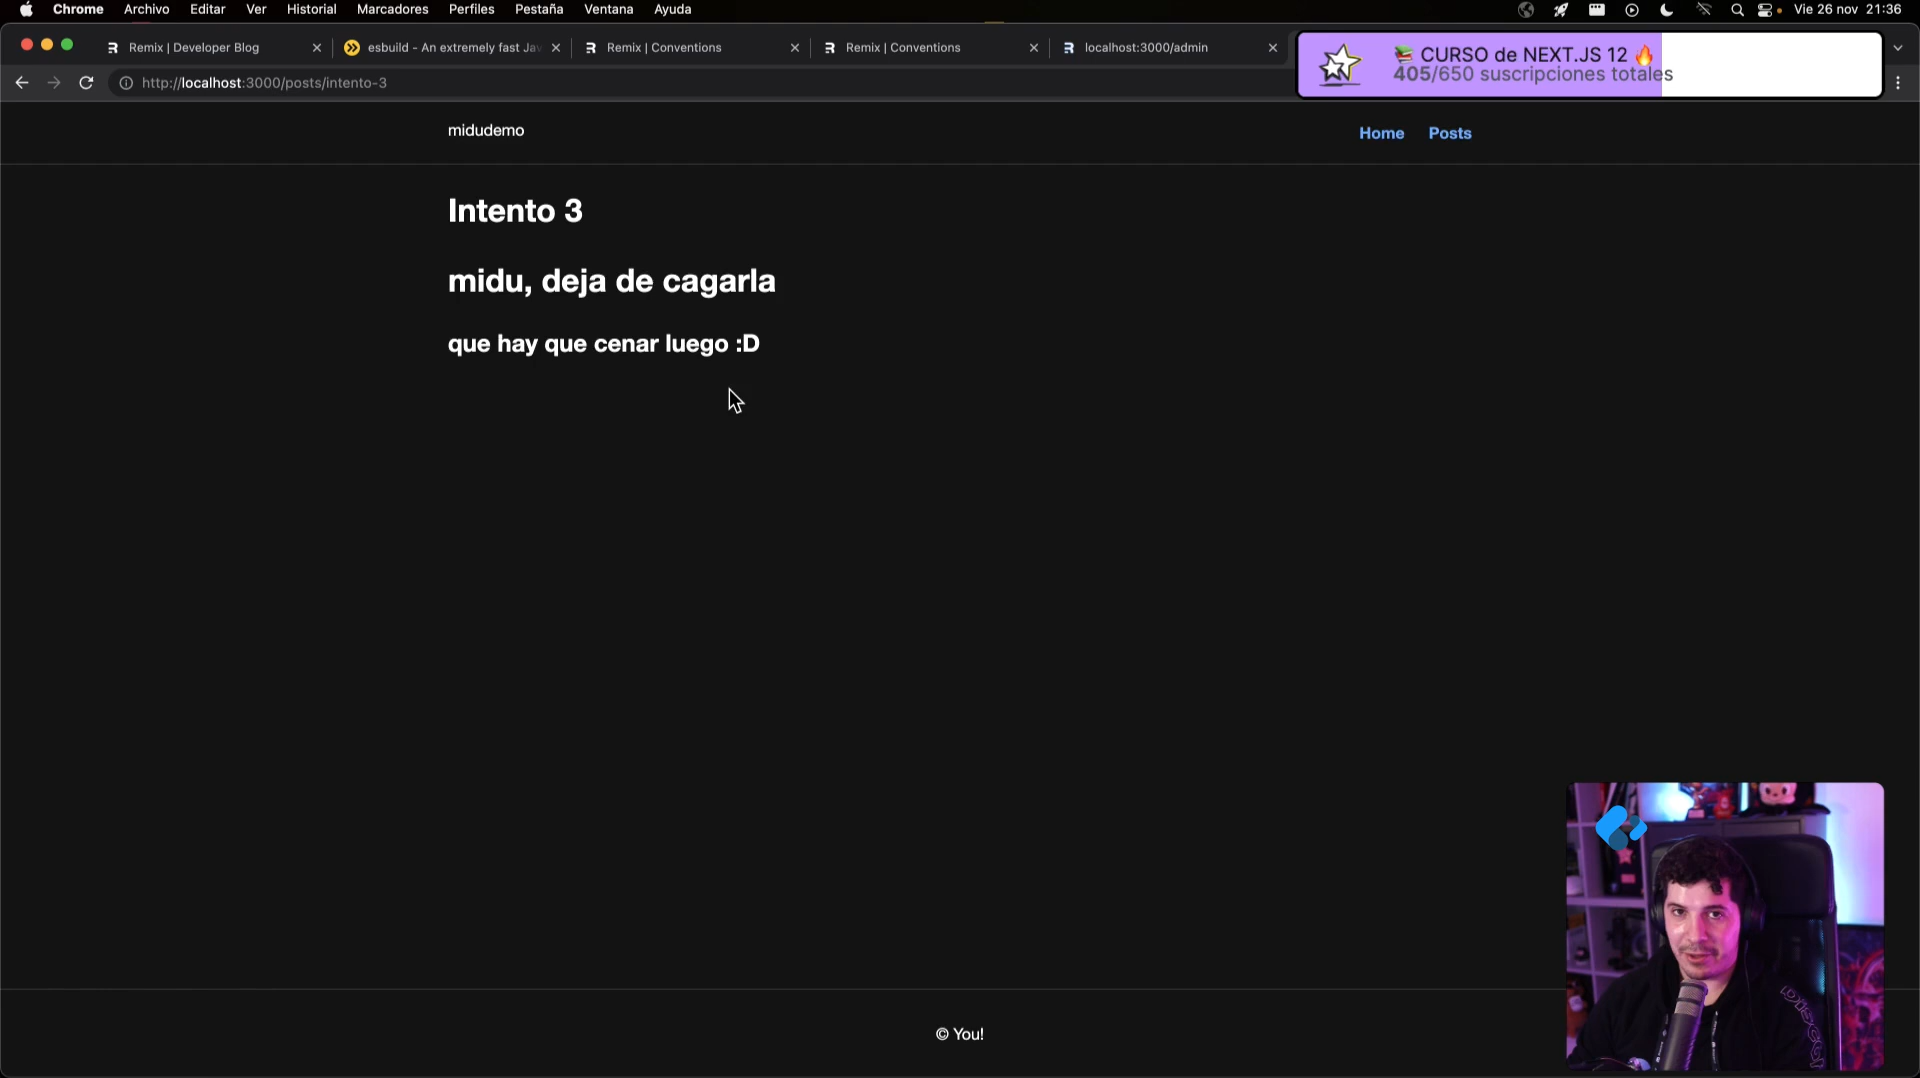 Chrome Archivo Editar Ver Historial Marcadores Perfiles Pestaña Ventana Ayuda
Vie 26 nov 21:36
Remix | Developer Blog
esbuild - An extremely fast Jav
Remix | Conventions
Remix | Conventions
localhost:3000/admin
📚 CURSO de NEXT.JS 12 🔥
405/650 suscripciones totales
http://localhost:3000/posts/intento-3
midudemo
Home Posts
Intento 3
midu, deja de cagarla
que hay que cenar luego :D
© You!